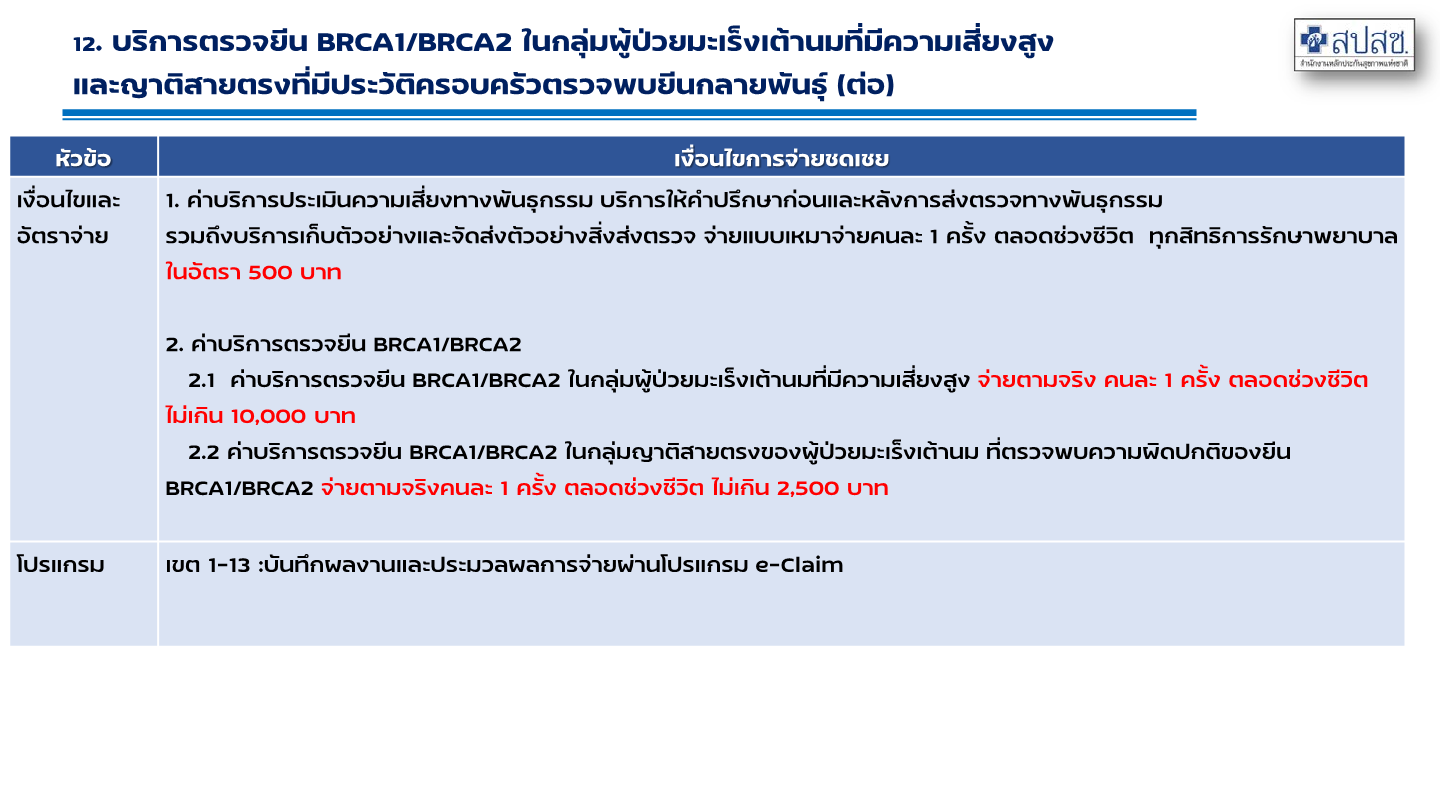 12. บริการตรวจยีน BRCA1/BRCA2 ในกลุ่มผู้ป่วยมะเร็งเต้านมที่มีความเสี่ยงสูง
และญาติสายตรงที่มีประวัติครอบครัวตรวจพบยีนกลายพันธุ์ (ต่อ)
สปสช.
สำนักงานหลักประกันสุขภาพแห่งชาติ
หัวข้อ
เงื่อนไขการจ่ายชดเชย
เงื่อนไขและ
อัตราจ่าย
1. ค่าบริการประเมินความเสี่ยงทางพันธุกรรม บริการให้คำปรึกษาก่อนและหลังการส่งตรวจทางพันธุกรรม
รวมถึงบริการเก็บตัวอย่างและจัดส่งตัวอย่างสิ่งส่งตรวจ จ่ายแบบเหมาจ่ายคนละ 1 ครั้ง ตลอดช่วงชีวิต ทุกสิทธิการรักษาพยาบาล
ในอัตรา 500 บาท
2. ค่าบริการตรวจยีน BRCA1/BRCA2
2.1 ค่าบริการตรวจยีน BRCA1/BRCA2 ในกลุ่มผู้ป่วยมะเร็งเต้านมที่มีความเสี่ยงสูง จ่ายตามจริง คนละ 1 ครั้ง ตลอดช่วงชีวิต
ไม่เกิน 10,000 บาท
2.2 ค่าบริการตรวจยีน BRCA1/BRCA2 ในกลุ่มญาติสายตรงของผู้ป่วยมะเร็งเต้านม ที่ตรวจพบความผิดปกติของยีน
BRCA1/BRCA2 จ่ายตามจริงคนละ 1 ครั้ง ตลอดช่วงชีวิต ไม่เกิน 2,500 บาท
โปรแกรม
เขต 1-13 :บันทึกผลงานและประมวลผลการจ่ายผ่านโปรแกรม e-Claim